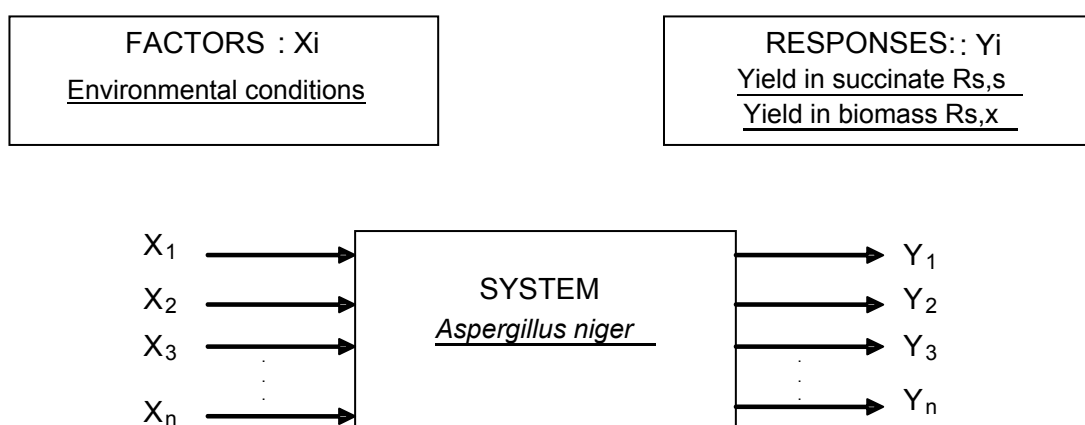 FACTORS : Xi
Environmental conditions
RESPONSES: : Yi
Yield in succinate Rs,s
Yield in biomass Rs,x
X1
X2
X3
Xn
SYSTEM
Aspergillus niger
Y1
Y2
Y3
Yn